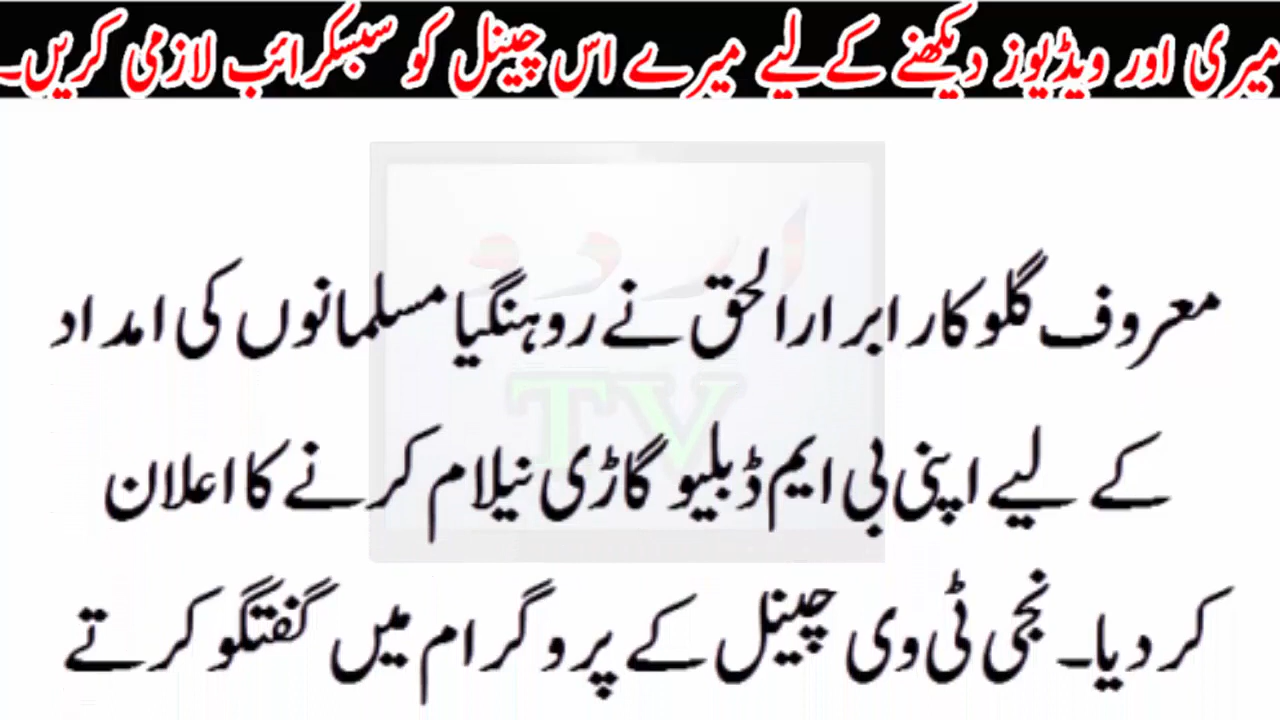 میری اور ویڈیوز دیکھنے کے لیے میرے اس چینل کو سبسکرائب لازمی کریں۔
اردو
معروف گلوکار ابرارالحق نے روہنگیا مسلمانوں کی امداد
TV
کے لیے اپنی بی ایم ڈبلیو گاڑی نیلام کرنے کا اعلان
کر دیا۔ نجی ٹی وی چینل کے پروگرام میں گفتگو کرتے